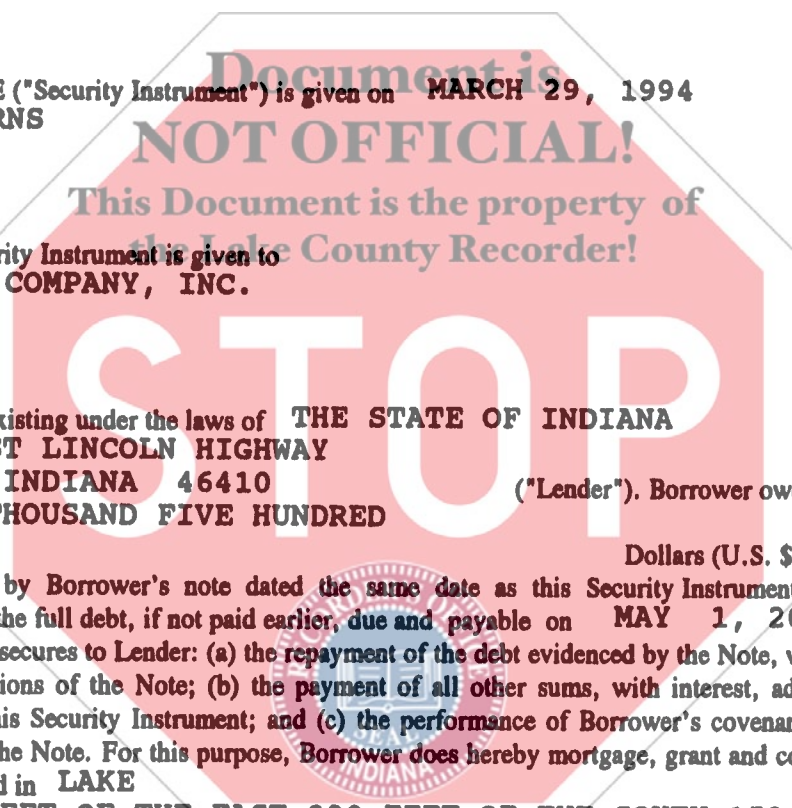 Document is
E ("Security Instrument") is given on MARCH 29, 1994
RNS
NOT OFFICIAL!
This Document is the property of
the Lake County Recorder!
rity Instrument is given to
COMPANY, INC.
STOP
xisting under the laws of THE STATE OF INDIANA
ST LINCOLN HIGHWAY
INDIANA 46410 ("Lender"). Borrower ow
THOUSAND FIVE HUNDRED
Dollars (U.S. $
by Borrower's note dated the same date as this Security Instrument
the full debt, if not paid earlier, due and payable on MAY 1, 20
secures to Lender: (a) the repayment of the debt evidenced by the Note, w
ions of the Note; (b) the payment of all other sums, with interest, ad
is Security Instrument; and (c) the performance of Borrower's covenan
he Note. For this purpose, Borrower does hereby mortgage, grant and co
d in LAKE
SEAL
INDIANA